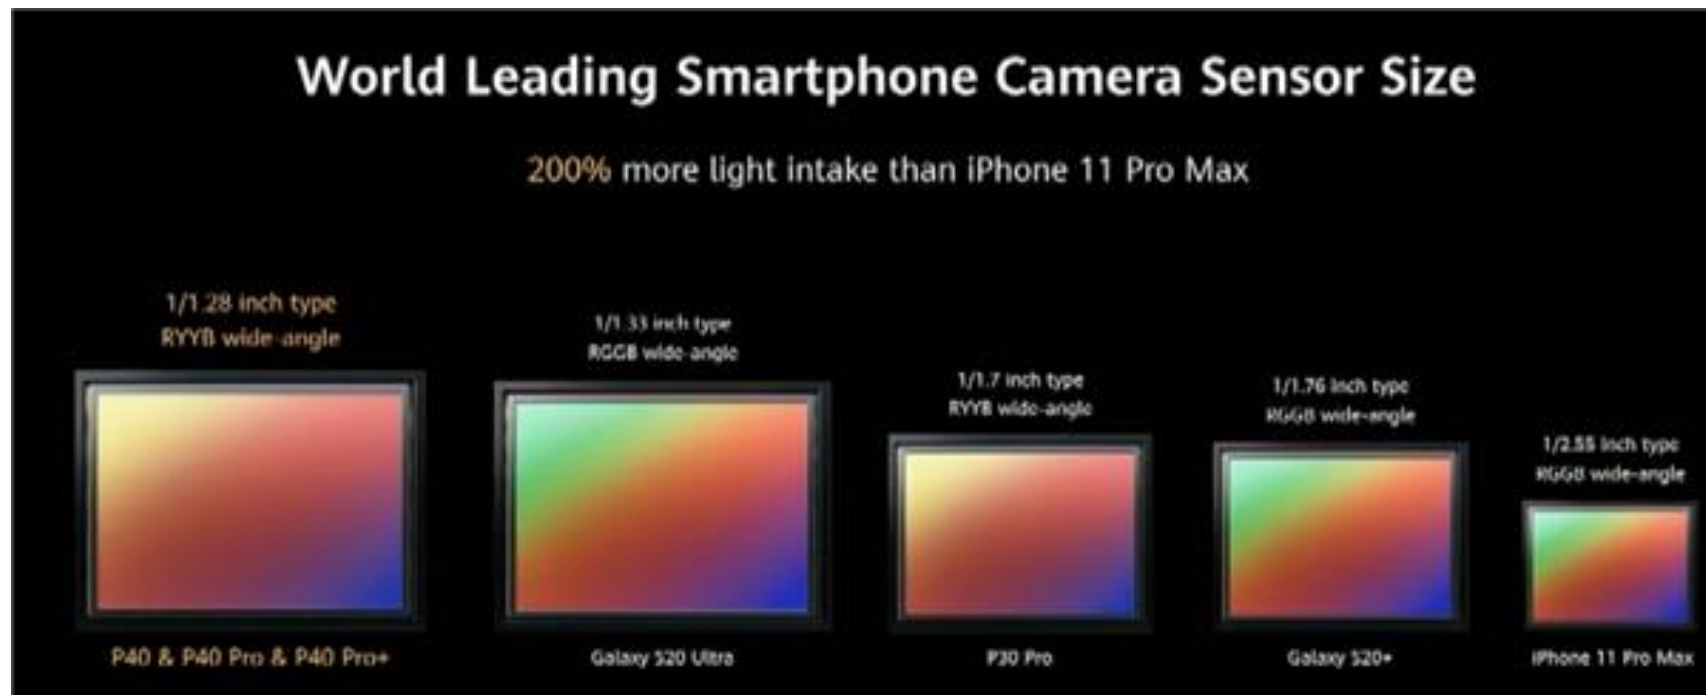 World Leading Smartphone Camera Sensor Size
200% more light intake than iPhone 11 Pro Max
1/1.28 inch type
RYYB wide-angle
1/1.33 inch type
RGGB wide-angle
1/1.7 inch type
RYYB wide-angle
1/1.76 inch type
RGGB wide-angle
1/2.55 inch type
RGGB wide-angle
P40 & P40 Pro & P40 Pro+
Galaxy S20 Ultra
P30 Pro
Galaxy S20+
iPhone 11 Pro Max